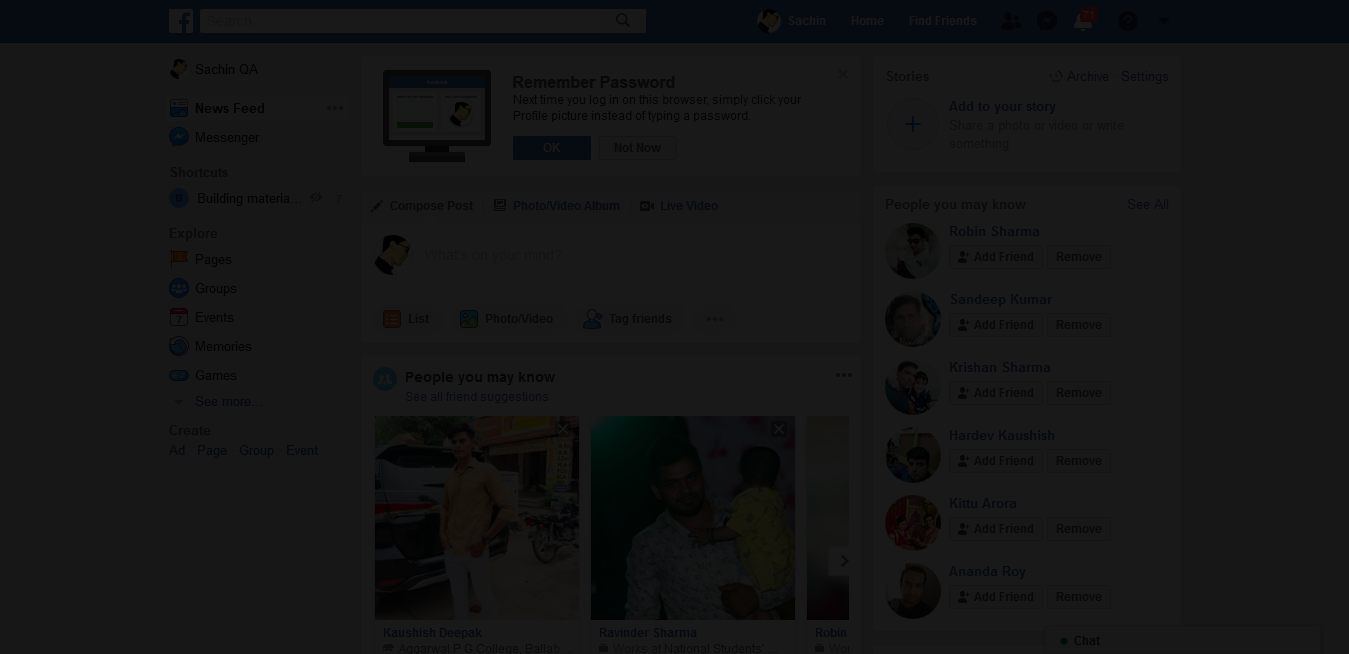 Search
Sachin
Home
Find Friends
21
Sachin QA
News Feed
Messenger
Shortcuts
Building materia...
7
Explore
Pages
Groups
Events
Memories
Games
See more...
Create
Ad Page Group Event
Remember Password
Next time you log in on this browser, simply click your
Profile picture instead of typing a password.
OK
Not Now
Compose Post
Photo/Video Album
Live Video
What's on your mind?
List
Photo/Video
Tag friends
People you may know
See all friend suggestions
Kaushish Deepak
Aggarwal P G College, Ballab
Ravinder Sharma
Works at National Students'
Robin
Wor
Stories
Archive
Settings
Add to your story
Share a photo or video or write
something
People you may know
See All
Robin Sharma
Add Friend
Remove
Sandeep Kumar
Add Friend
Remove
Krishan Sharma
Add Friend
Remove
Hardev Kaushish
Add Friend
Remove
Kittu Arora
Add Friend
Remove
Ananda Roy
Add Friend
Remove
Chat